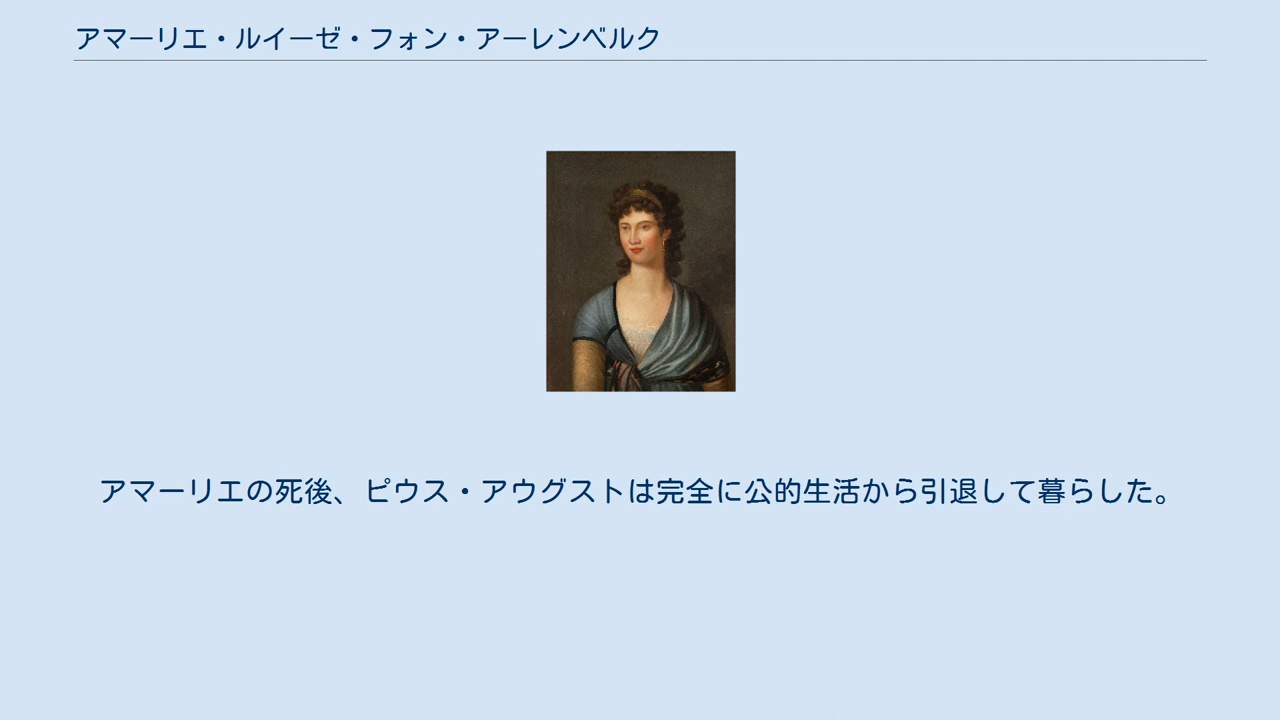 アマーリエ・ルイーゼ・フォン・アーレンベルク
アマーリエの死後、ピウス・アウグストは完全に公的生活から引退して暮らした。